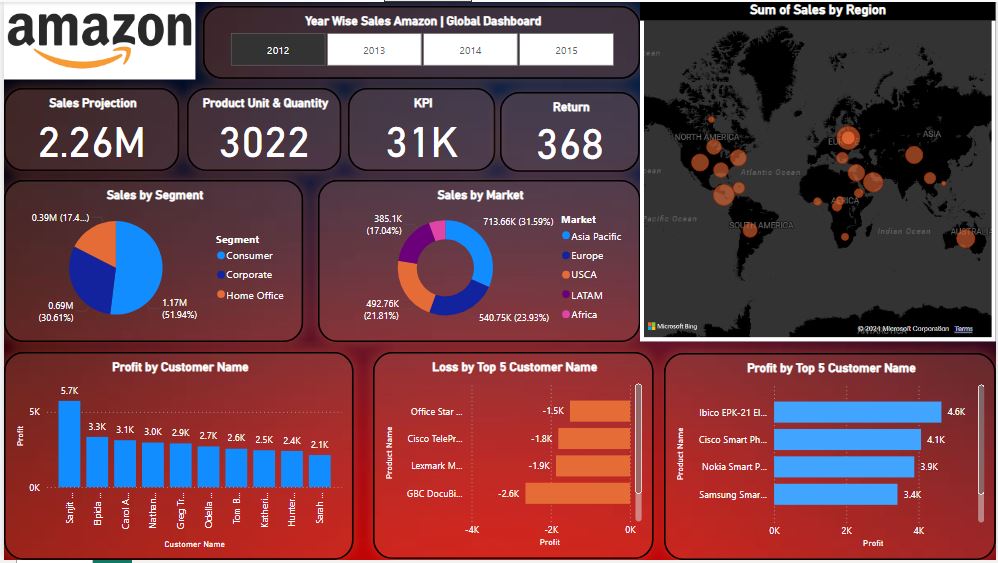 amazon
Year Wise Sales Amazon | Global Dashboard
2012
2013
2014
2015
Sales Projection
2.26M
Product Unit & Quantity
3022
KPI
31K
Return
368
Sum of Sales by Region
NORTH AMERICA
EUROPE
ASIA
Atlantic Ocean
AFRICA
Pacific Ocean
SOUTH AMERICA
Indian Ocean
AUSTRALIA
Microsoft Bing
© 2024 Microsoft Corporation Terms
Sales by Segment
0.39M (17.4...)
0.69M
(30.61%)
1.17M
(51.94%)
Segment
Consumer
Corporate
Home Office
Sales by Market
385.1K
(17.04%)
713.66K (31.59%)
492.76K
(21.81%)
540.75K (23.93%)
Market
Asia Pacific
Europe
USCA
LATAM
Africa
Profit by Customer Name
Profit
5K
0K
5.7K
3.3K
3.1K
3.0K
2.9K
2.7K
2.6K
2.5K
2.4K
2.1K
Sanjit ...
Elpida ...
Carol A...
Nathan...
Greg Tr...
Odella ...
Tom B...
Katheri...
Hunter...
Sarah ...
Customer Name
Loss by Top 5 Customer Name
Product Name
Office Star ...
-1.5K
Cisco TelePr...
-1.8K
Lexmark M...
-1.9K
GBC DocuBi...
-2.6K
-4K
-2K
0K
Profit
Profit by Top 5 Customer Name
Product Name
Ibico EPK-21 El...
4.6K
Cisco Smart Ph...
4.1K
Nokia Smart P...
3.9K
Samsung Smar...
3.4K
0K
2K
4K
Profit